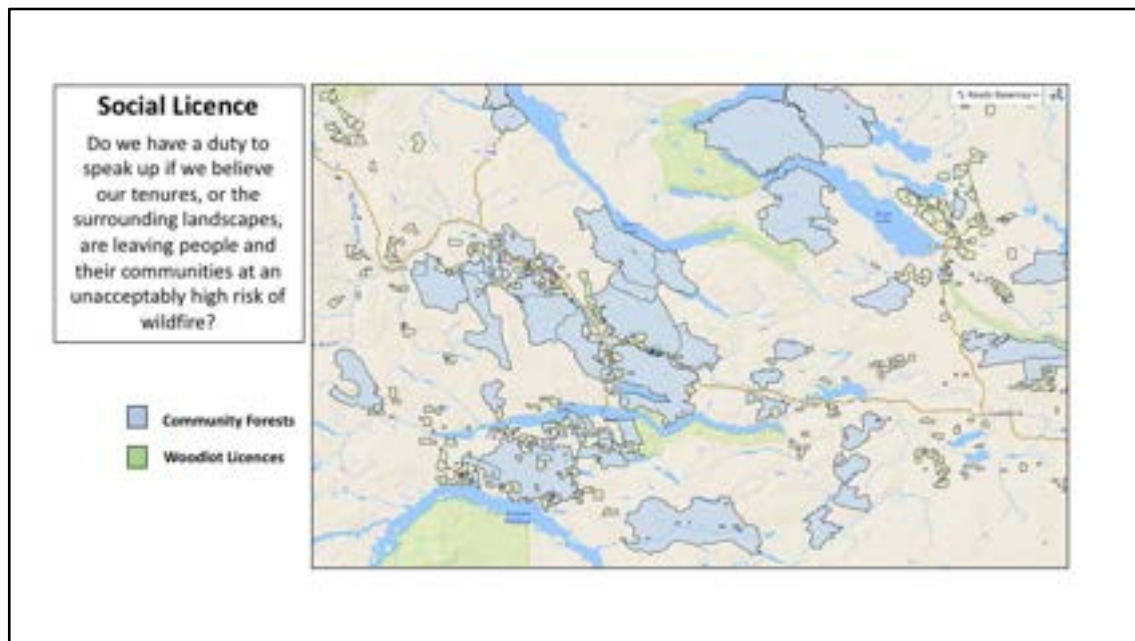 Social Licence
Do we have a duty to
speak up if we believe
our tenures, or the
surrounding landscapes,
are leaving people and
their communities at an
unacceptably high risk of
wildfire?
Community Forests
Woodlot Licences